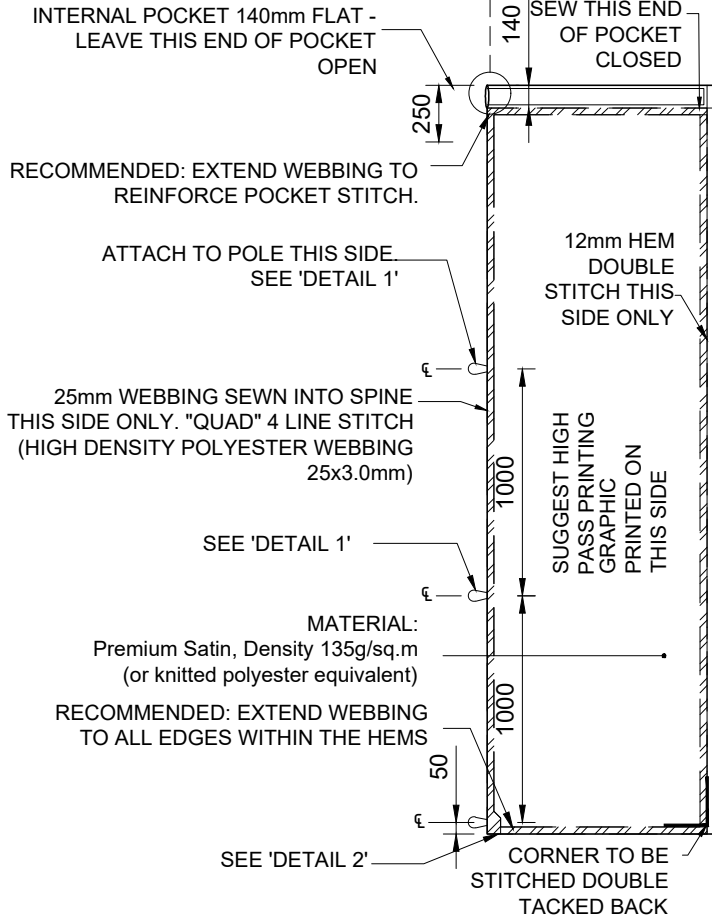 INTERNAL POCKET 140mm FLAT -
LEAVE THIS END OF POCKET
OPEN
140
SEW THIS END
OF POCKET
CLOSED
250
RECOMMENDED: EXTEND WEBBING TO
REINFORCE POCKET STITCH.
ATTACH TO POLE THIS SIDE.
SEE 'DETAIL 1'
12mm HEM
DOUBLE
STITCH THIS
SIDE ONLY
℄
25mm WEBBING SEWN INTO SPINE
THIS SIDE ONLY. "QUAD" 4 LINE STITCH
(HIGH DENSITY POLYESTER WEBBING
25x3.0mm)
1000
SUGGEST HIGH
PASS PRINTING
GRAPHIC
PRINTED ON
THIS SIDE
SEE 'DETAIL 1'
℄
MATERIAL:
Premium Satin, Density 135g/sq.m
(or knitted polyester equivalent)
1000
RECOMMENDED: EXTEND WEBBING
TO ALL EDGES WITHIN THE HEMS
50
℄
SEE 'DETAIL 2'
CORNER TO BE
STITCHED DOUBLE
TACKED BACK